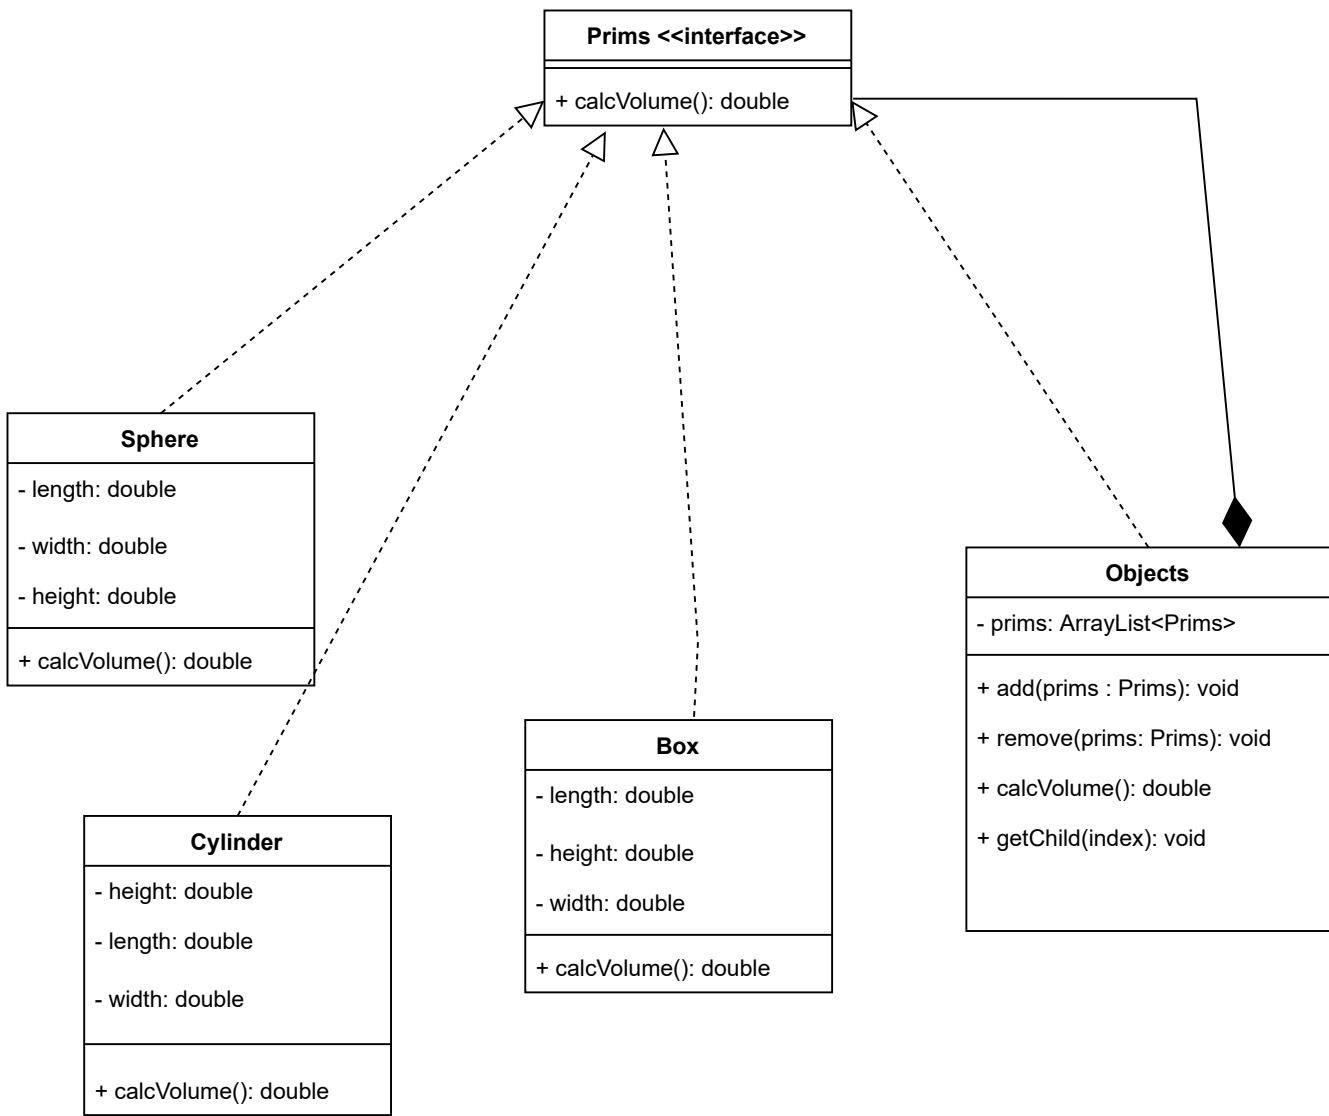 Prims <<interface>>
+ calcVolume(): double
Sphere
- length: double
- width: double
- height: double
+ calcVolume(): double
Cylinder
- height: double
- length: double
- width: double
+ calcVolume(): double
Box
- length: double
- height: double
- width: double
+ calcVolume(): double
Objects
- prims: ArrayList<Prims>
+ add(prims : Prims): void
+ remove(prims: Prims): void
+ calcVolume(): double
+ getChild(index): void